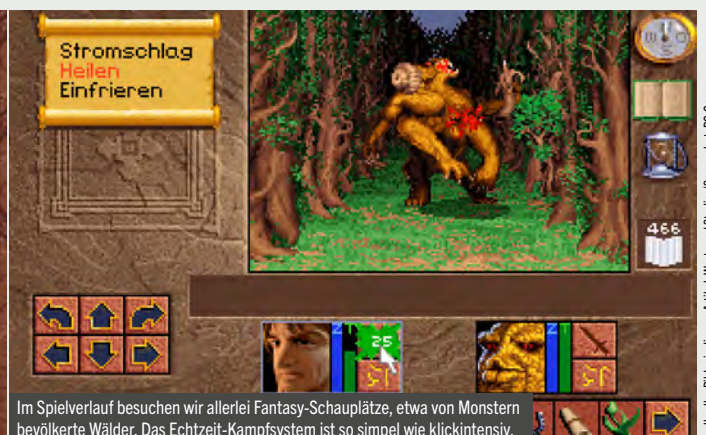 Stromschlag
Heilen
Einfrieren
466
Z T
25
Z T
Im Spielverlauf besuchen wir allerlei Fantasy-Schauplätze, etwa von Monstern
bevölkerte Wälder. Das Echtzeit-Kampfsystem ist so simpel wie klickintensiv.